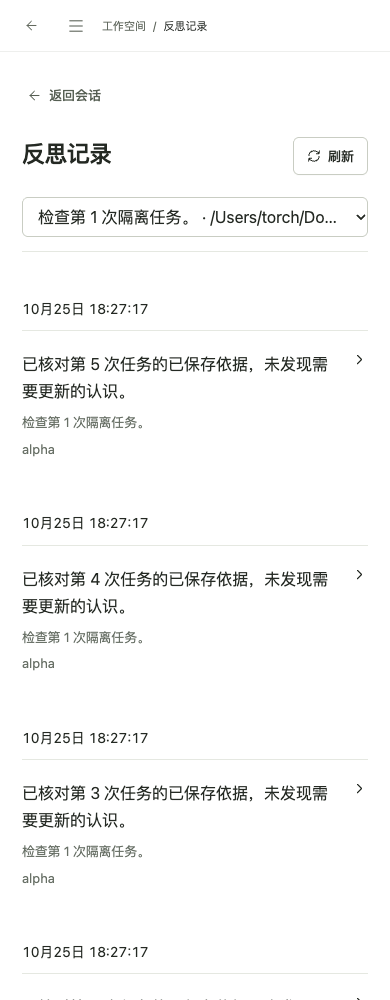 工作空间 / 反思记录
返回会话
反思记录
刷新
检查第 1 次隔离任务。 · /Users/torch/Do...
10月25日 18:27:17
已核对第 5 次任务的已保存依据，未发现需
要更新的认识。
检查第 1 次隔离任务。
alpha
10月25日 18:27:17
已核对第 4 次任务的已保存依据，未发现需
要更新的认识。
检查第 1 次隔离任务。
alpha
10月25日 18:27:17
已核对第 3 次任务的已保存依据，未发现需
要更新的认识。
检查第 1 次隔离任务。
alpha
10月25日 18:27:17